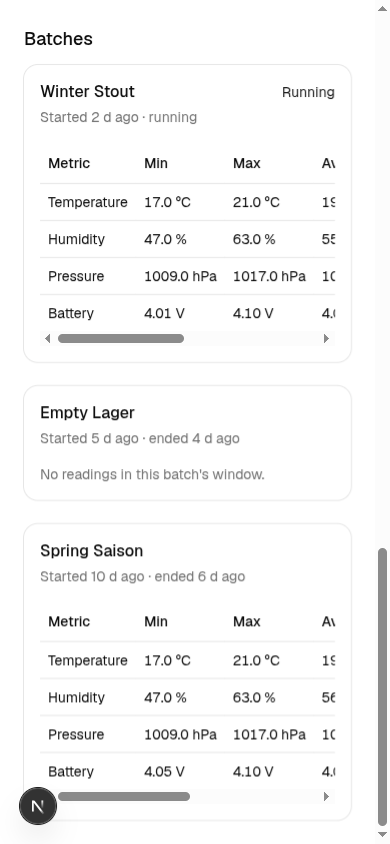 Batches
Winter Stout Running
Started 2 d ago · running
Metric Min Max
Temperature 17.0 °C 21.0 °C
Humidity 47.0 % 63.0 %
Pressure 1009.0 hPa 1017.0 hPa
Battery 4.01 V 4.10 V
Empty Lager
Started 5 d ago · ended 4 d ago
No readings in this batch's window.
Spring Saison
Started 10 d ago · ended 6 d ago
Metric Min Max
Temperature 17.0 °C 21.0 °C
Humidity 47.0 % 63.0 %
Pressure 1009.0 hPa 1017.0 hPa
Battery 4.05 V 4.10 V
N